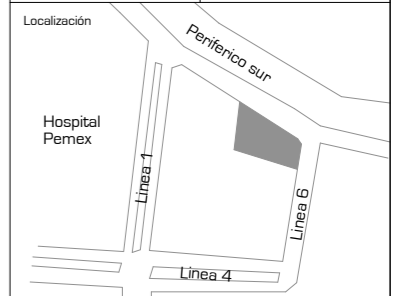 Localización
Periferico sur
Hospital
Pemex
Linea 1
Linea 6
Linea 4